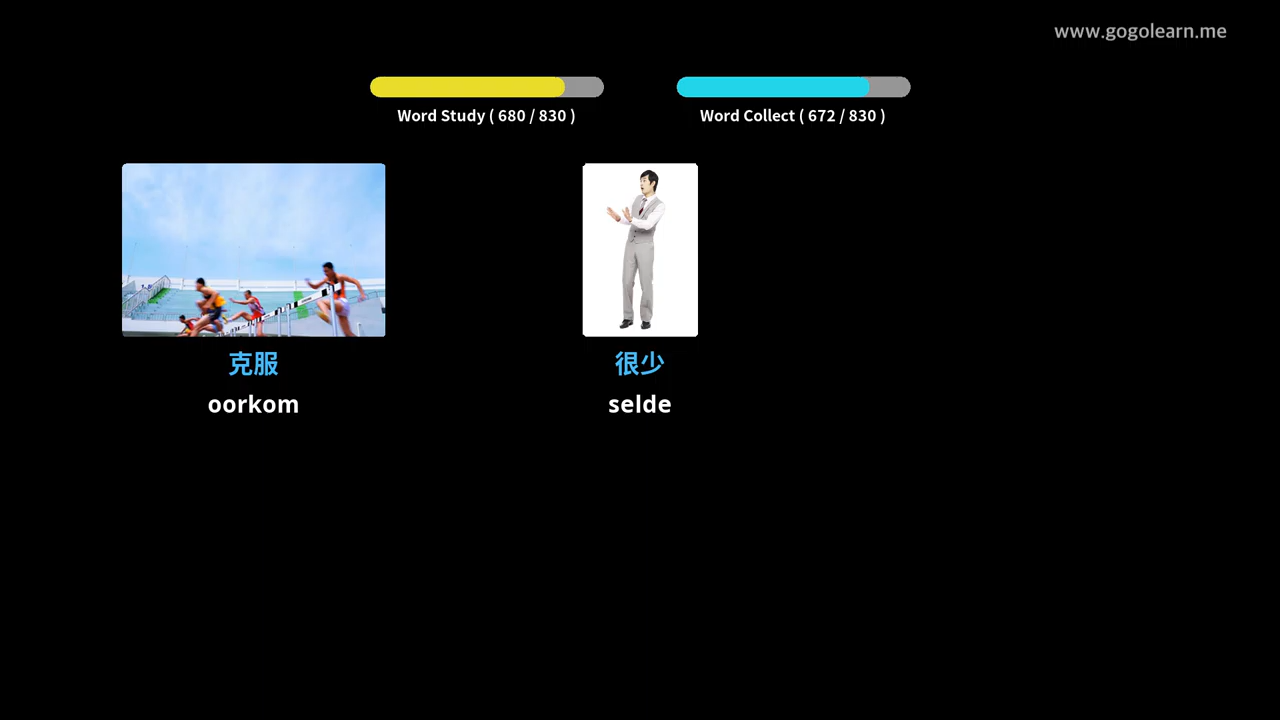 www.gogolearn.me
Word Study ( 680 / 830 )
Word Collect ( 672 / 830 )
克服
oorkom
很少
selde